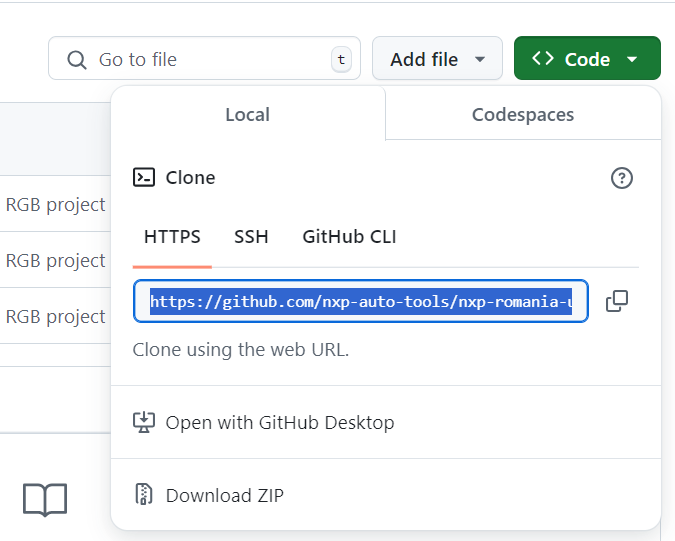 Go to file
t
Add file
Code
Local
Codespaces
Clone
RGB project
HTTPS
SSH
GitHub CLI
RGB project
https://github.com/nxp-auto-tools/nxp-romania-u
RGB project
Clone using the web URL.
Open with GitHub Desktop
Download ZIP